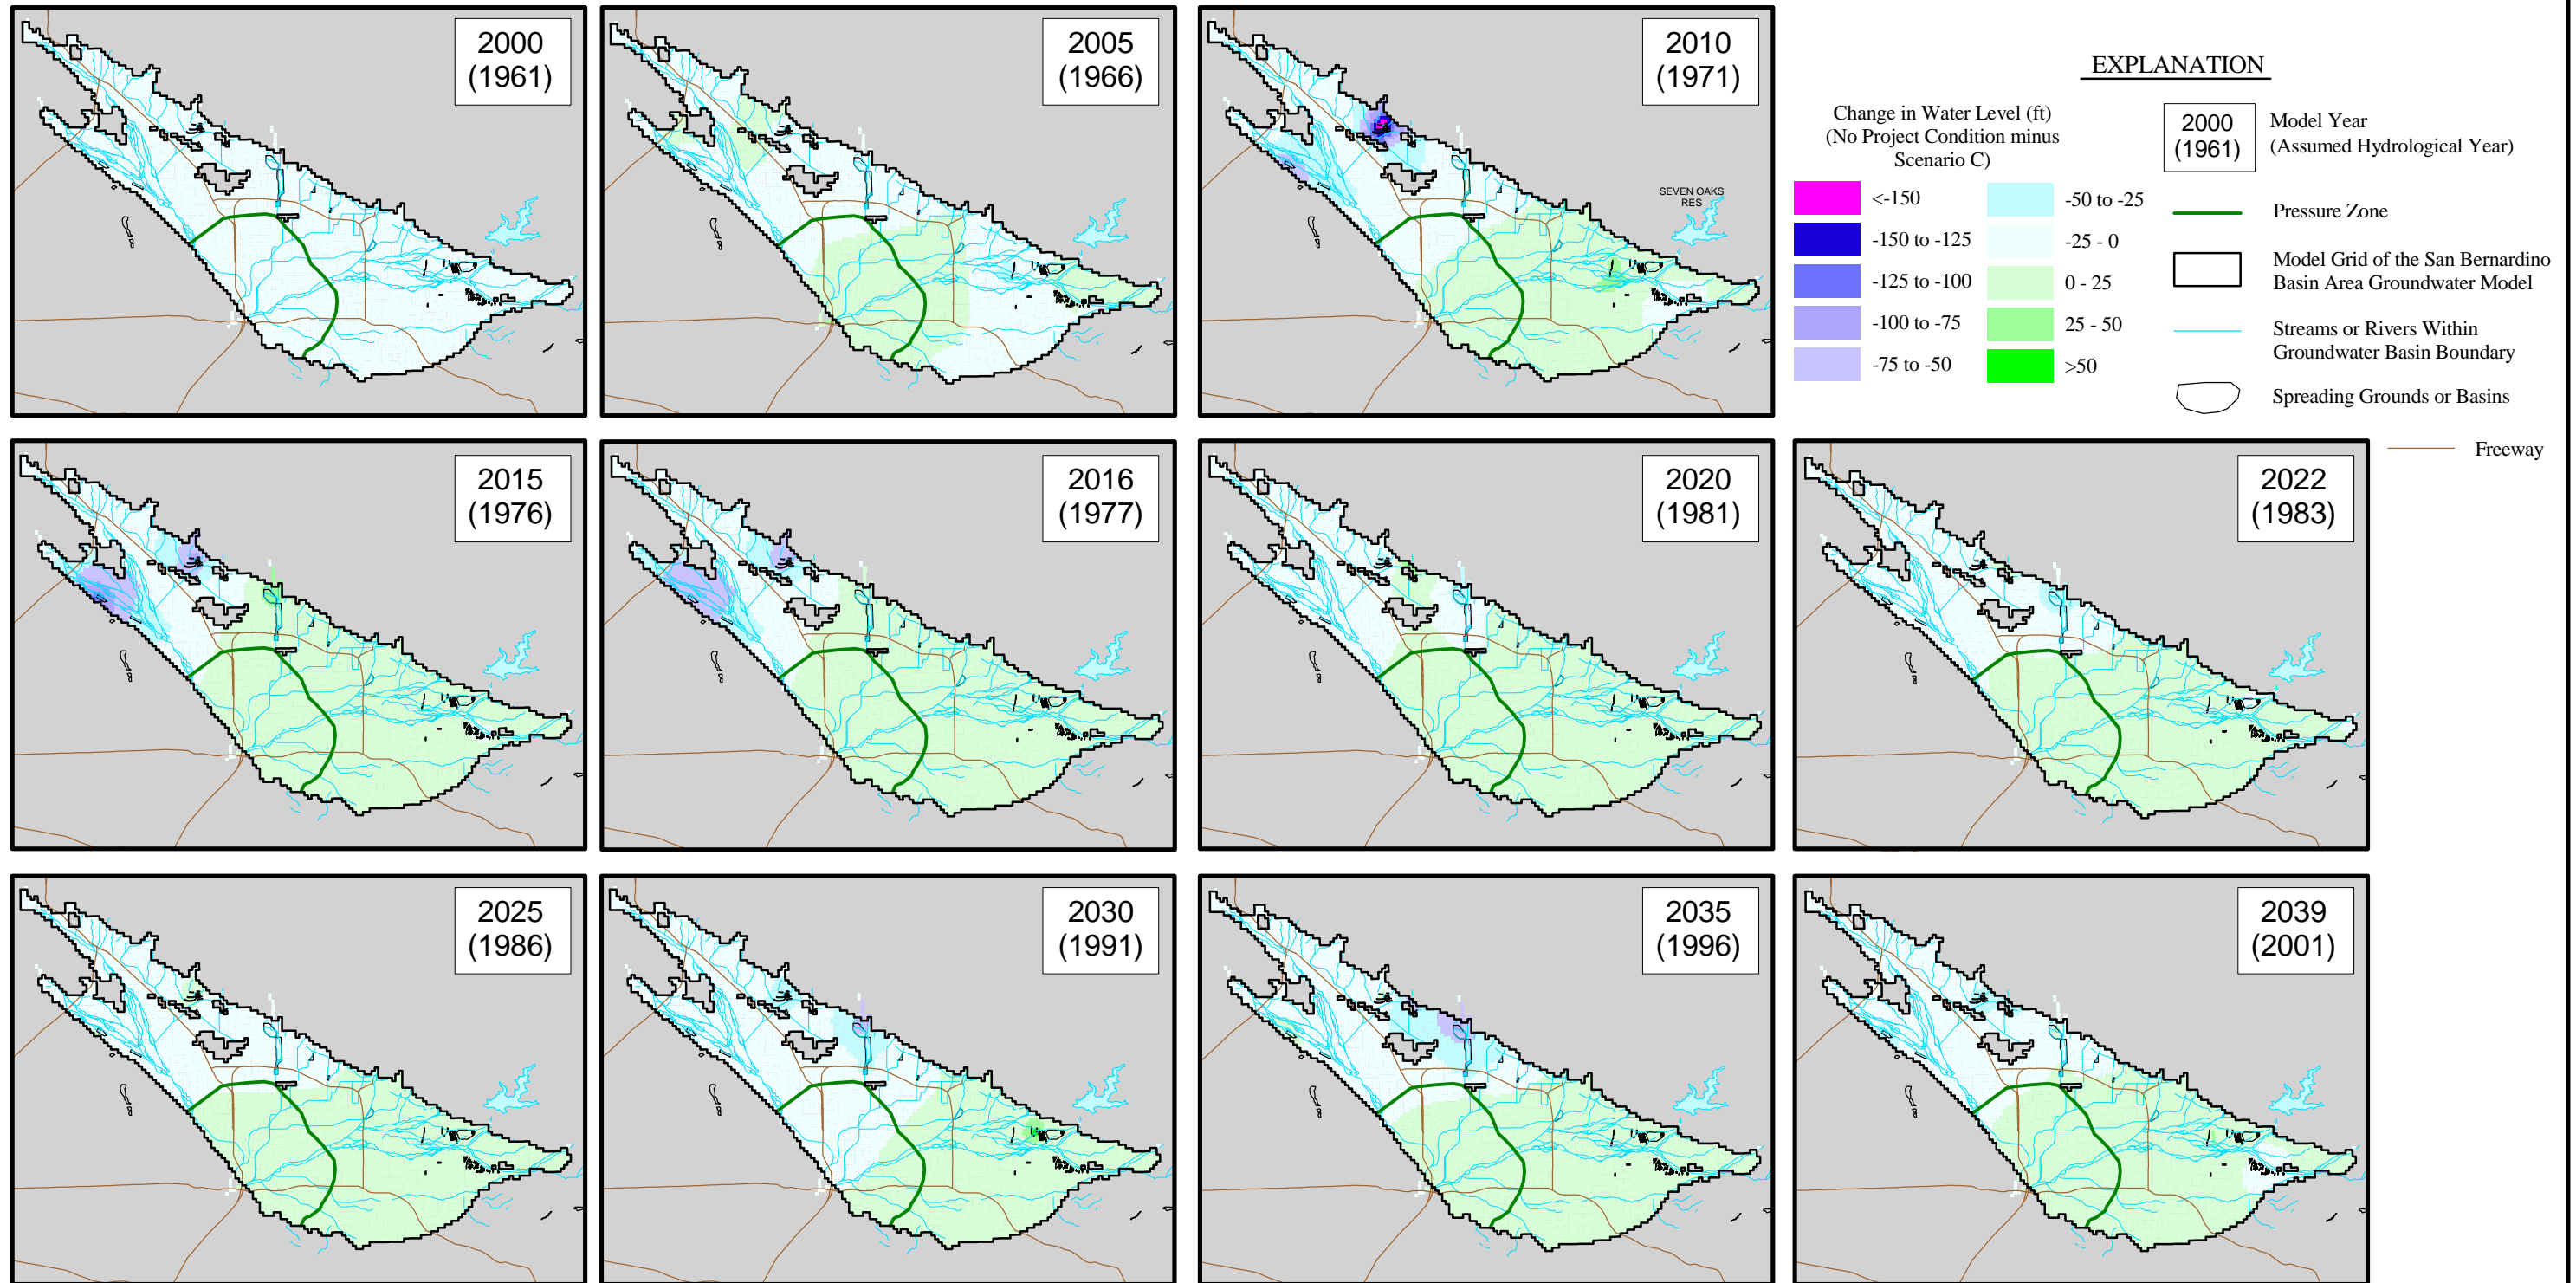 2000
(1961)
2005
(1966)
2010
(1971)
SEVEN OAKS
RES
EXPLANATION
Change in Water Level (ft)
(No Project Condition minus
Scenario C)
<-150
-150 to -125
-125 to -100
-100 to -75
-75 to -50
-50 to -25
-25 - 0
0 - 25
25 - 50
>50
2000
(1961)
Model Year
(Assumed Hydrological Year)
Pressure Zone
Model Grid of the San Bernardino
Basin Area Groundwater Model
Streams or Rivers Within
Groundwater Basin Boundary
Spreading Grounds or Basins
Freeway
2015
(1976)
2016
(1977)
2020
(1981)
2022
(1983)
2025
(1986)
2030
(1991)
2035
(1996)
2039
(2001)